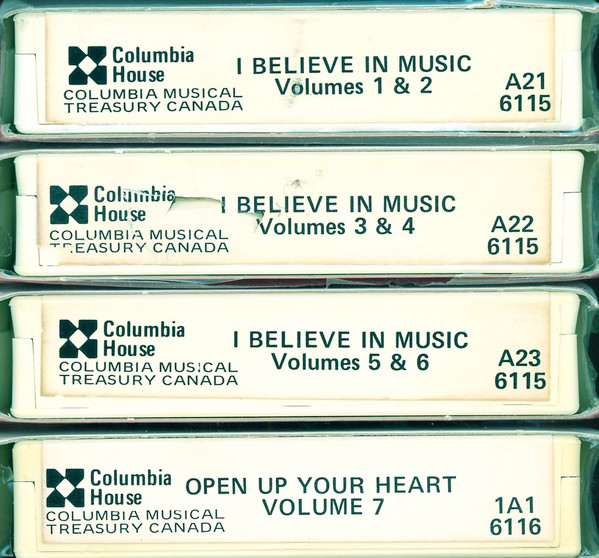 Columbia
House
COLUMBIA MUSICAL
TREASURY CANADA
I BELIEVE IN MUSIC
Volumes 1 & 2
A21
6115
Columbia
House
COLUMBIA MUSICAL
TREASURY CANADA
I BELIEVE IN MUSIC
Volumes 3 & 4
A22
6115
Columbia
House
COLUMBIA MUSICAL
TREASURY CANADA
I BELIEVE IN MUSIC
Volumes 5 & 6
A23
6115
Columbia
House
COLUMBIA MUSICAL
TREASURY CANADA
OPEN UP YOUR HEART
VOLUME 7
1A1
6116